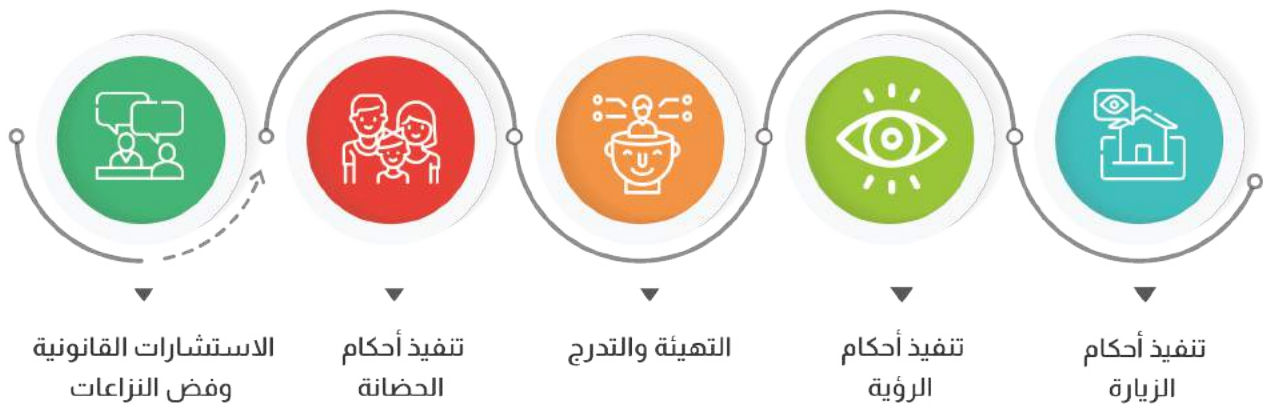 تنفيذ أحكام
الزيارة
تنفيذ أحكام
الرؤية
التهيئة والتدرج
تنفيذ أحكام
الحضانة
الاستشارات القانونية
وفض النزاعات